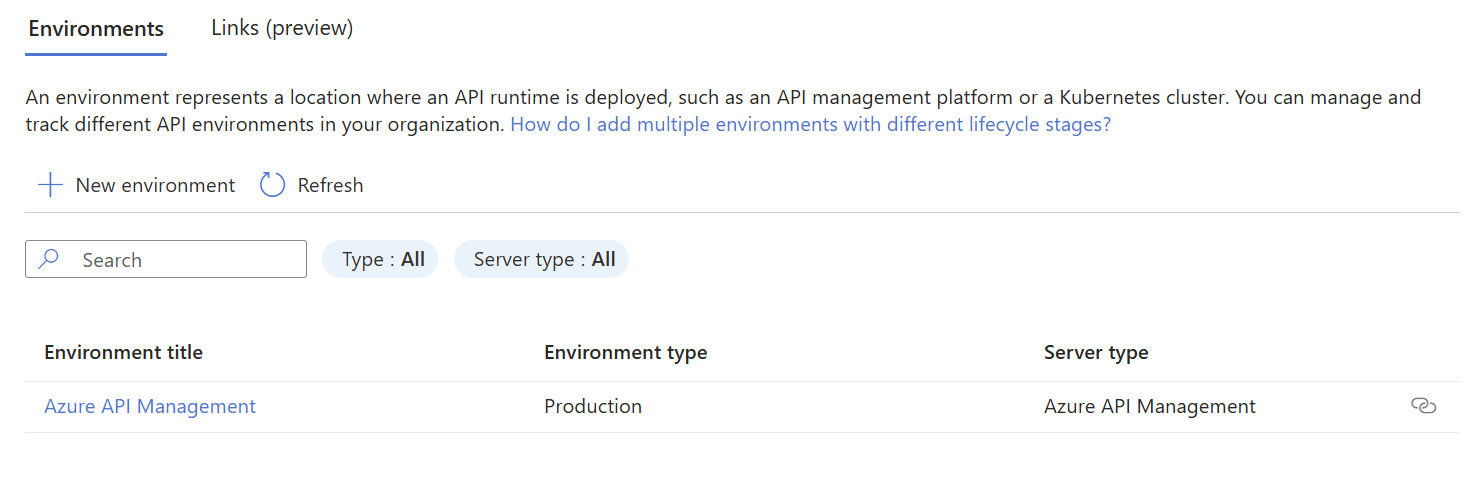 Environments Links (preview)
An environment represents a location where an API runtime is deployed, such as an API management platform or a Kubernetes cluster. You can manage and
track different API environments in your organization. How do I add multiple environments with different lifecycle stages?
New environment Refresh
Search Type : All Server type : All
Environment title Environment type Server type
Azure API Management Production Azure API Management